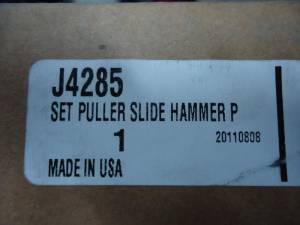 J4285
SET PULLER SLIDE HAMMER P
1 20110808
MADE IN USA